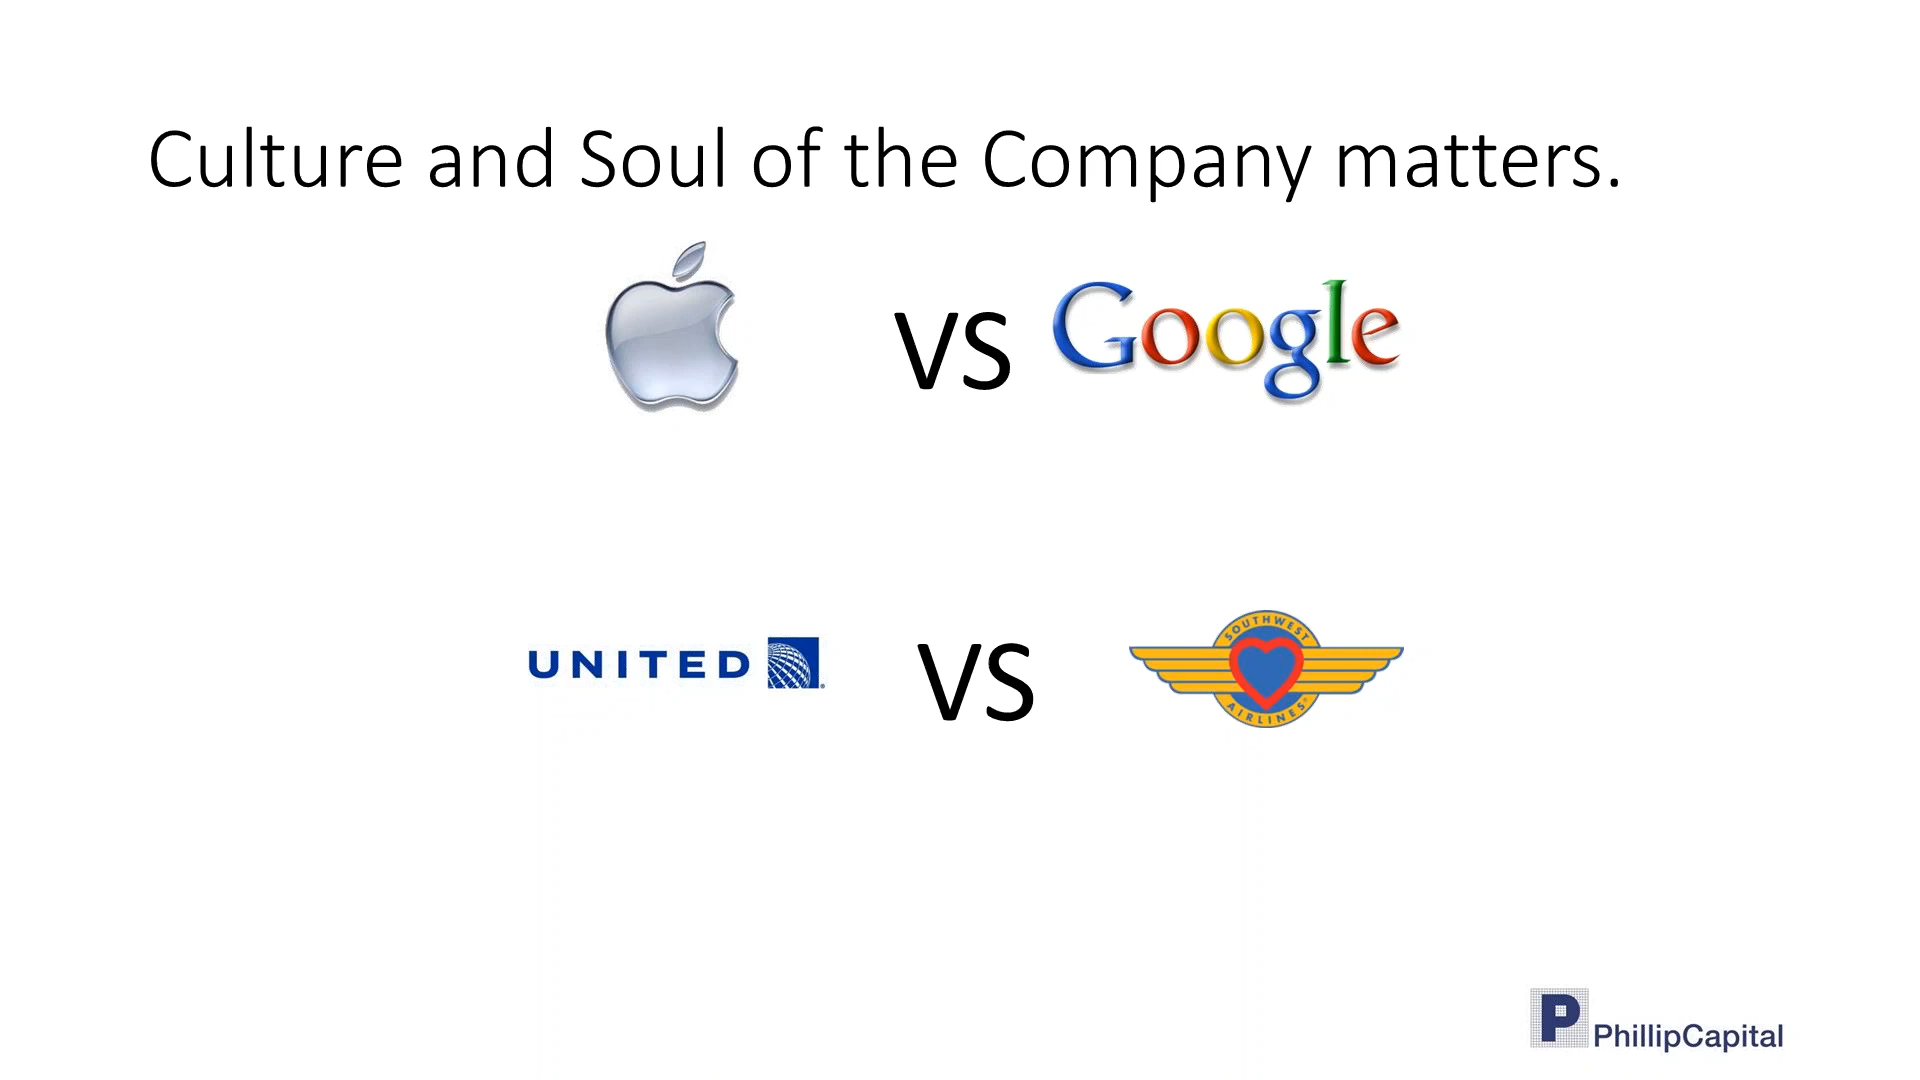 Culture and Soul of the Company matters.
VS Google
UNITED VS SOUTHWEST AIRLINES
P PhillipCapital